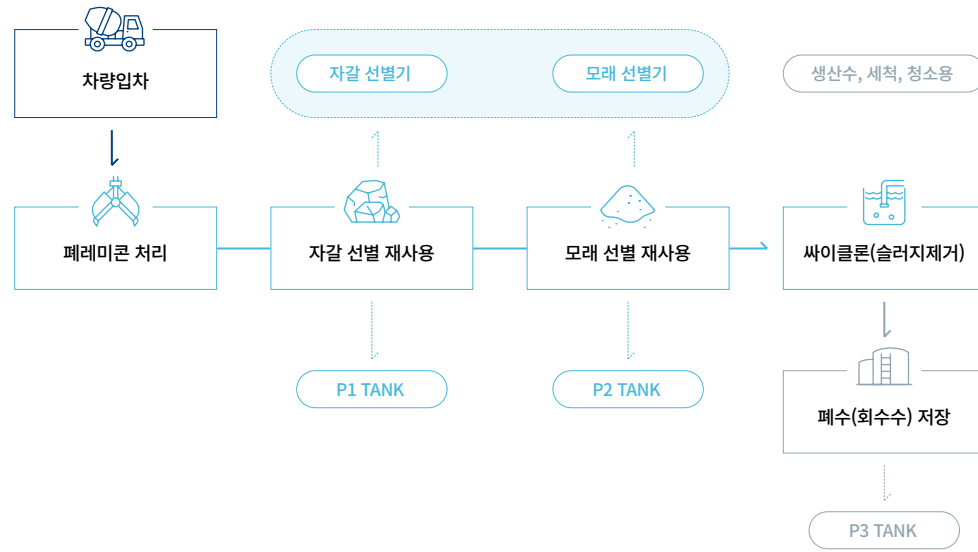 차량입차
자갈 선별기
모래 선별기
생산수, 세척, 청소용
폐레미콘 처리
자갈 선별 재사용
모래 선별 재사용
싸이클론(슬러지제거)
P1 TANK
P2 TANK
폐수(회수수) 저장
P3 TANK